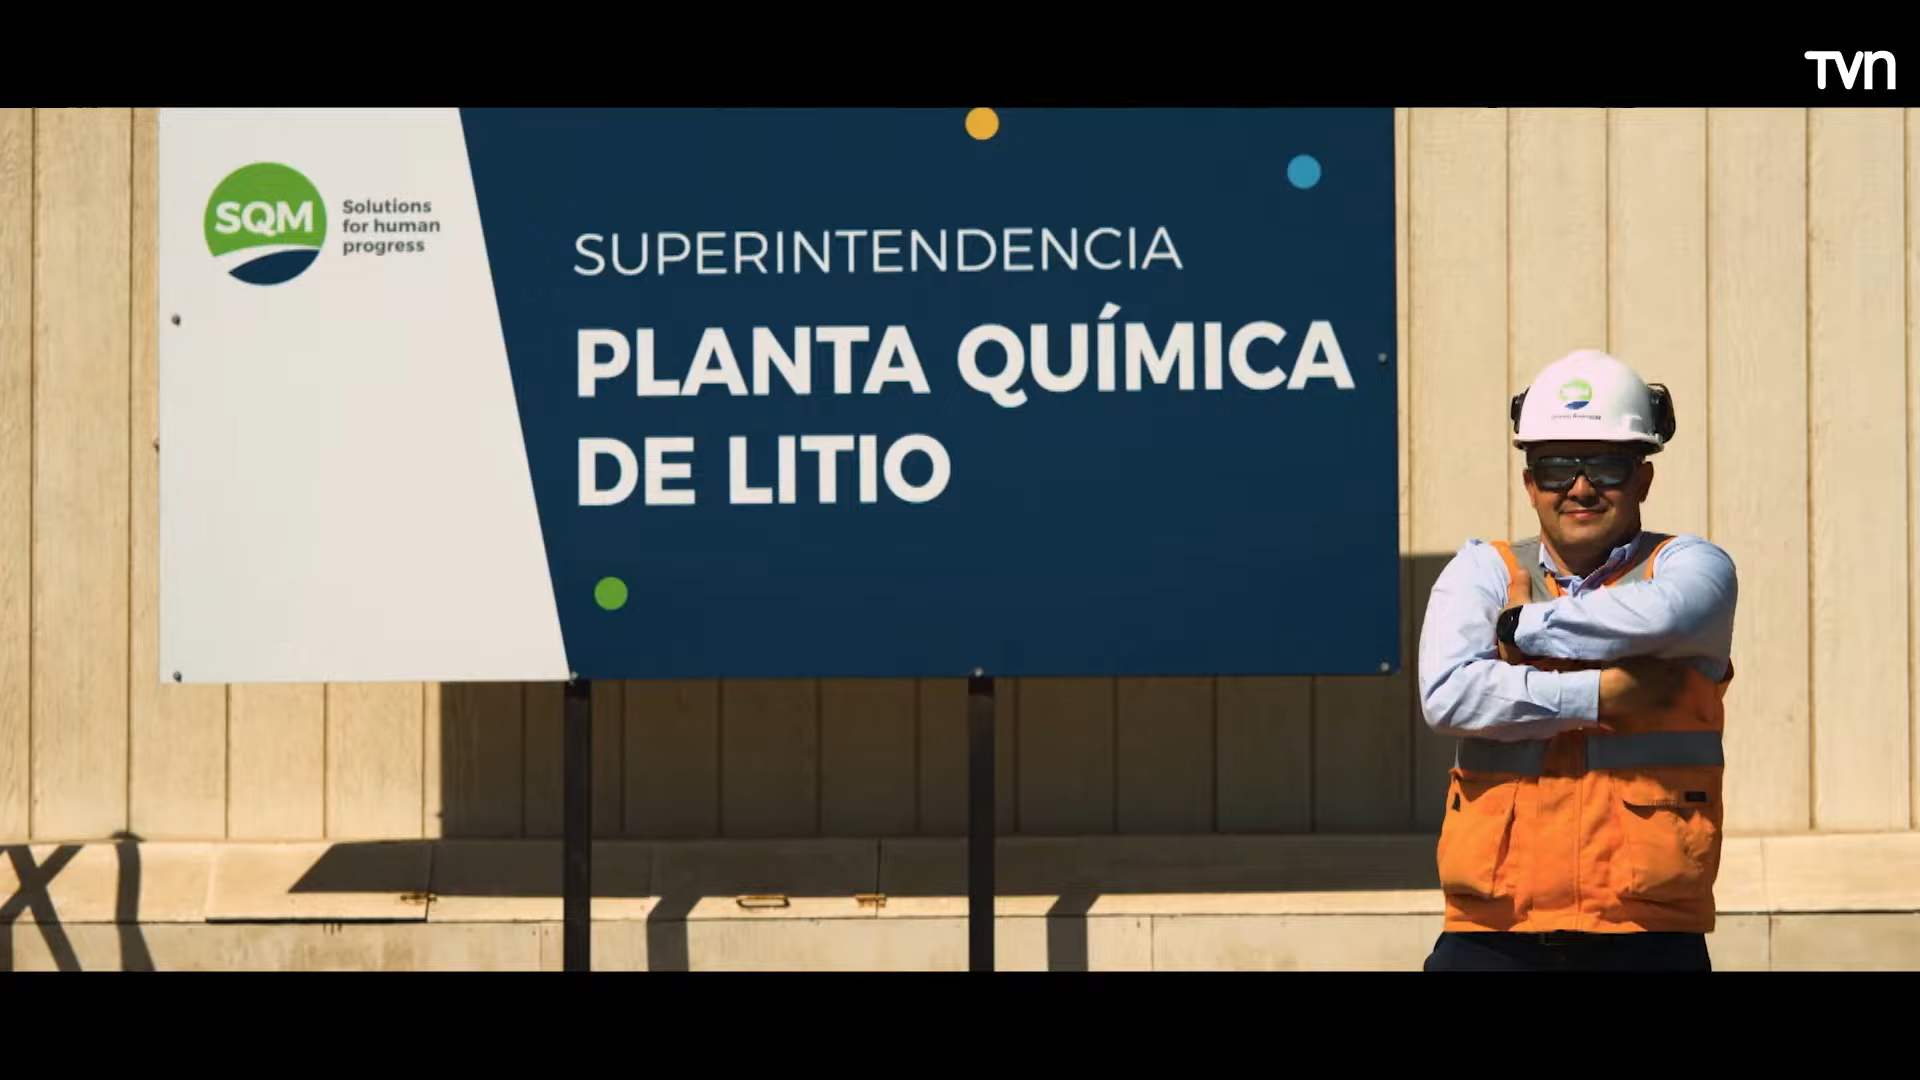 TVN
SQM
Solutions
for human
progress
SUPERINTENDENCIA
PLANTA QUÍMICA
DE LITIO